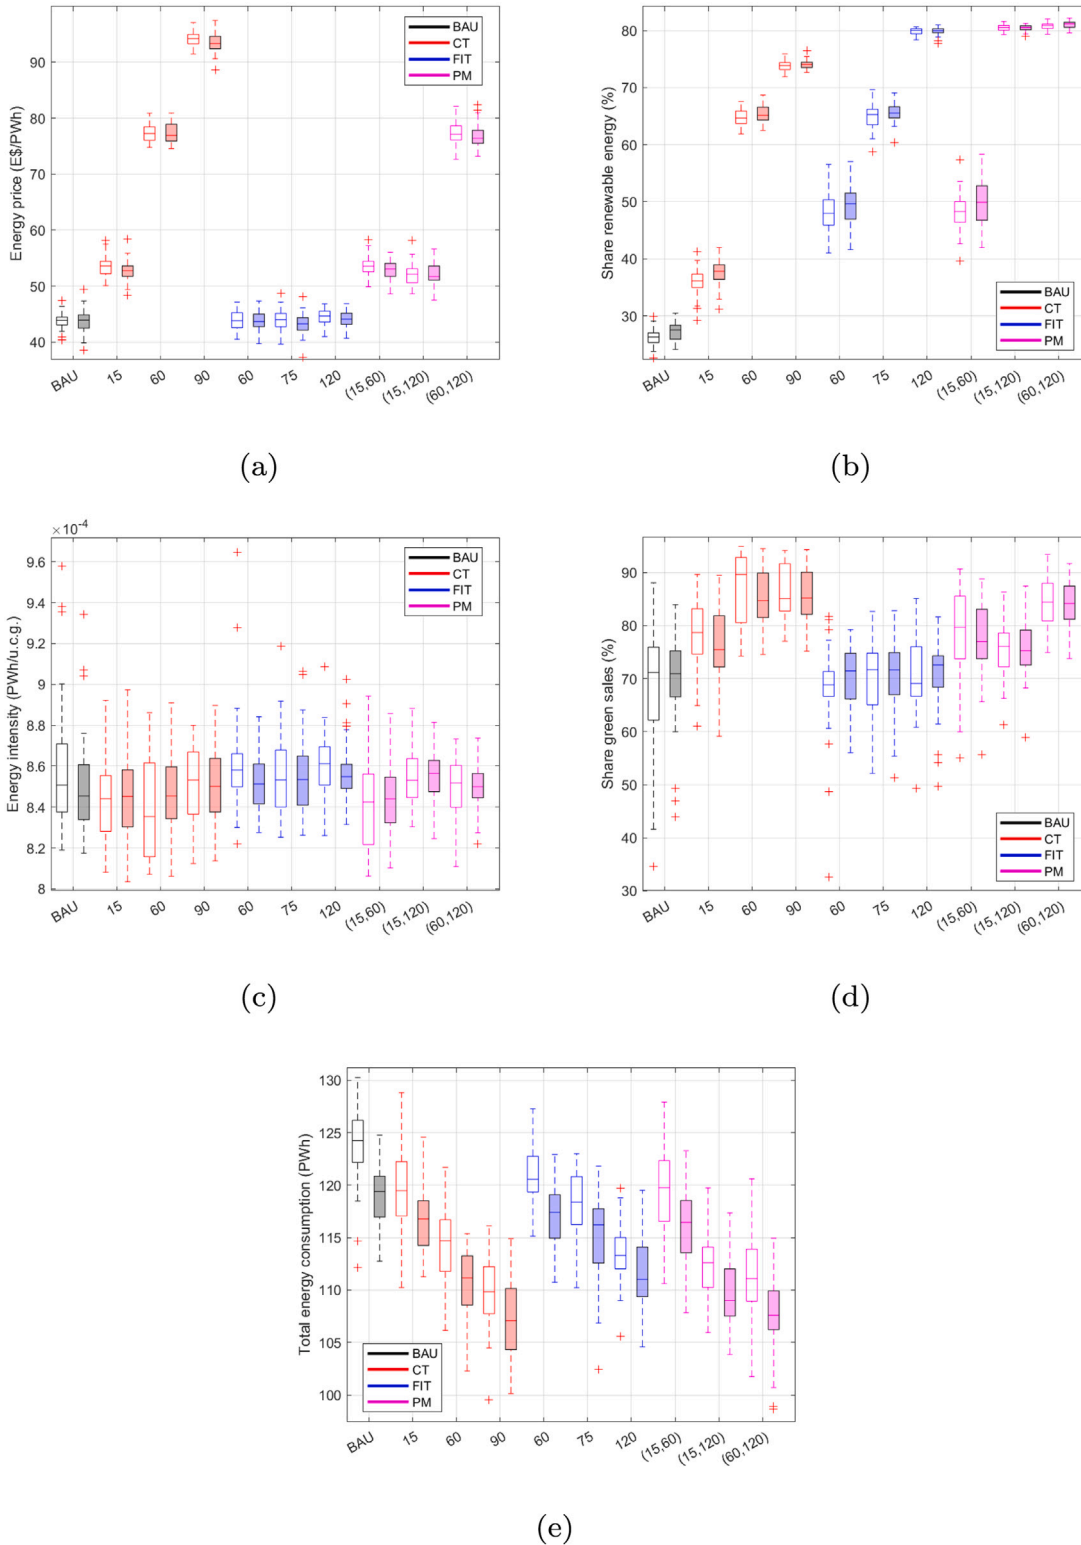 90
80
70
60
50
40
Energy price (E$/PWh)
BAU
CT
FIT
PM
BAU
15
60
90
60
75
120
(15,60)
(15,120)
(60,120)
(a)
80
70
60
50
40
30
Share renewable energy (%)
BAU
CT
FIT
PM
BAU
15
60
90
60
75
120
(15,60)
(15,120)
(60,120)
(b)
×10⁻⁴
9.6
9.4
9.2
9
8.8
8.6
8.4
8.2
8
Energy intensity (PWh/u.c.g.)
BAU
CT
FIT
PM
BAU
15
60
90
60
75
120
(15,60)
(15,120)
(60,120)
(c)
90
80
70
60
50
40
30
Share green sales (%)
BAU
CT
FIT
PM
BAU
15
60
90
60
75
120
(15,60)
(15,120)
(60,120)
(d)
130
125
120
115
110
105
100
Total energy consumption (PWh)
BAU
CT
FIT
PM
BAU
15
60
90
60
75
120
(15,60)
(15,120)
(60,120)
(e)